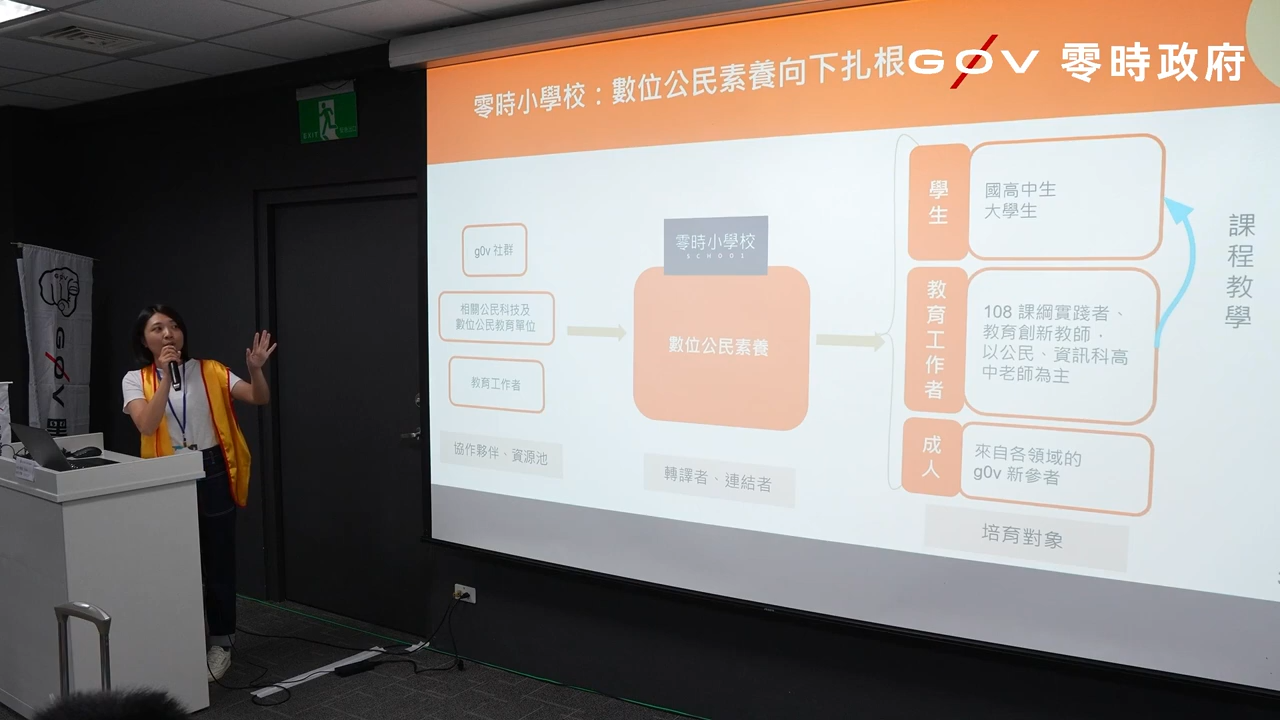 零時小學校：數位公民素養向下扎根
G0V 零時政府
EXIT
g0v 社群
相關公民科技及
數位公民教育單位
教育工作者
協作夥伴、資源池
零時小學校
SCHOOL
數位公民素養
轉譯者、連結者
學生
國高中生
大學生
教育工作者
108 課綱實踐者、
教育創新教師，
以公民、資訊科高
中老師為主
成人
來自各領域的
g0v 新參者
培育對象
課程教學
g0v
G0V